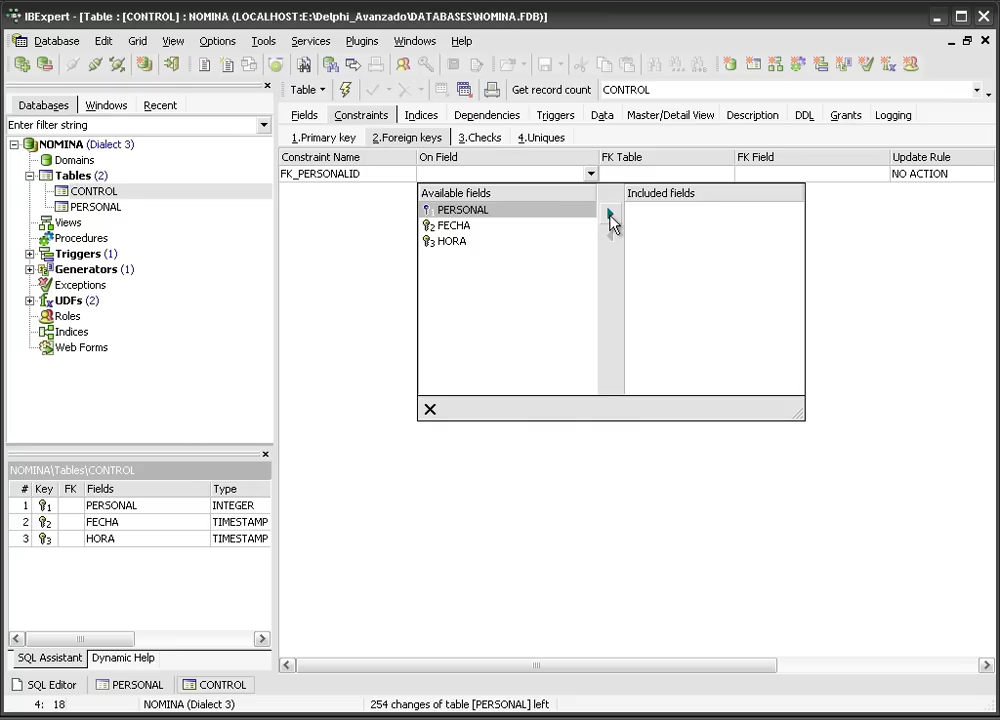 IBExpert - [Table : [CONTROL] : NOMINA (LOCALHOST:E:\Delphi_Avanzado\DATABASES\NOMINA.FDB)]
Database Edit Grid View Options Tools Services Plugins Windows Help
Table Get record count CONTROL
Databases Windows Recent
Fields Constraints Indices Dependencies Triggers Data Master/Detail View Description DDL Grants Logging
Enter filter string
1.Primary key 2.Foreign keys 3.Checks 4.Uniques
NOMINA (Dialect 3)
Domains
Tables (2)
CONTROL
PERSONAL
Views
Procedures
Triggers (1)
Generators (1)
Exceptions
UDFs (2)
Roles
Indices
Web Forms
Constraint Name On Field FK Table FK Field Update Rule
FK_PERSONALID NO ACTION
Available fields Included fields
PERSONAL
2 FECHA
3 HORA
NOMINA\Tables\CONTROL
# Key FK Fields Type
1 1 PERSONAL INTEGER
2 2 FECHA TIMESTAMP
3 3 HORA TIMESTAMP
SQL Assistant Dynamic Help
SQL Editor PERSONAL CONTROL
4: 18 NOMINA (Dialect 3) 254 changes of table [PERSONAL] left